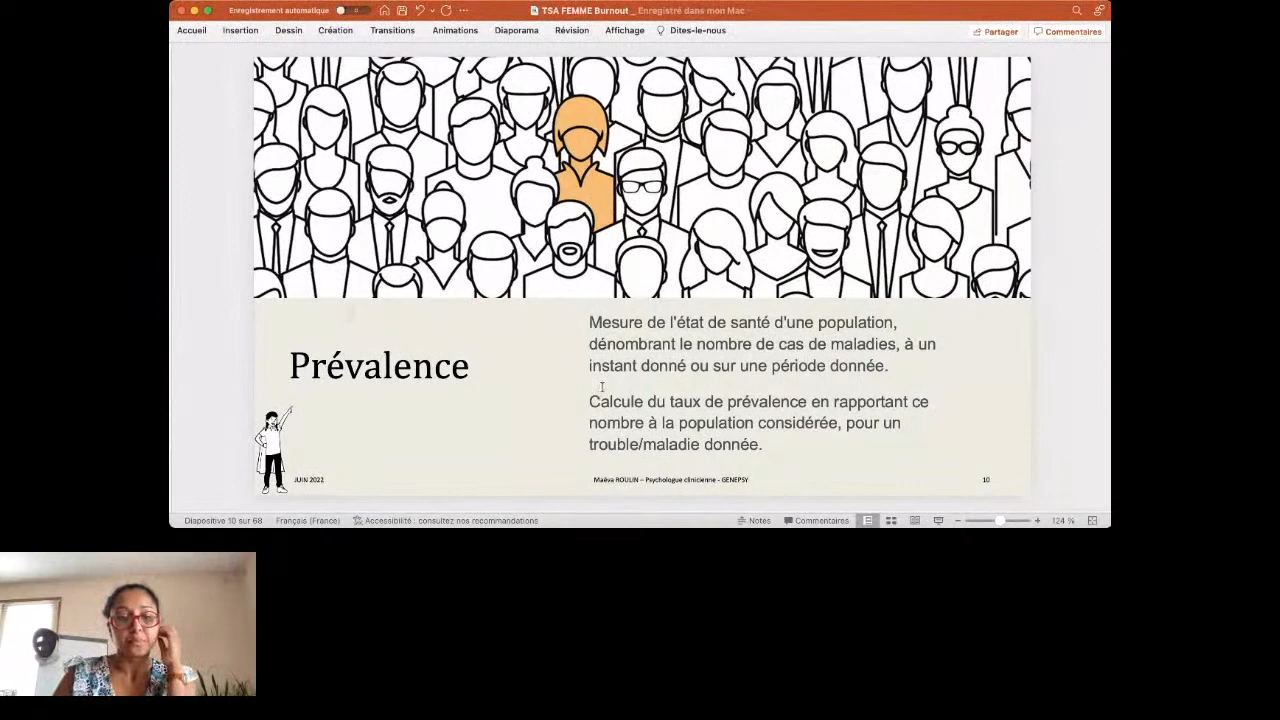 Enregistrement automatique
TSA FEMME Burnout _ Enregistré dans mon Mac
Accueil Insertion Dessin Création Transitions Animations Diaporama Révision Affichage Dites-le-nous Partager Commentaires
Prévalence
Mesure de l'état de santé d'une population,
dénombrant le nombre de cas de maladies, à un
instant donné ou sur une période donnée.
Calcule du taux de prévalence en rapportant ce
nombre à la population considérée, pour un
trouble/maladie donnée.
JUIN 2022 Maëva ROULIN – Psychologue clinicienne - GENEPSY 10
Diapositive 10 sur 68 Français (France) Accessibilité : consultez nos recommandations Notes Commentaires 124 %